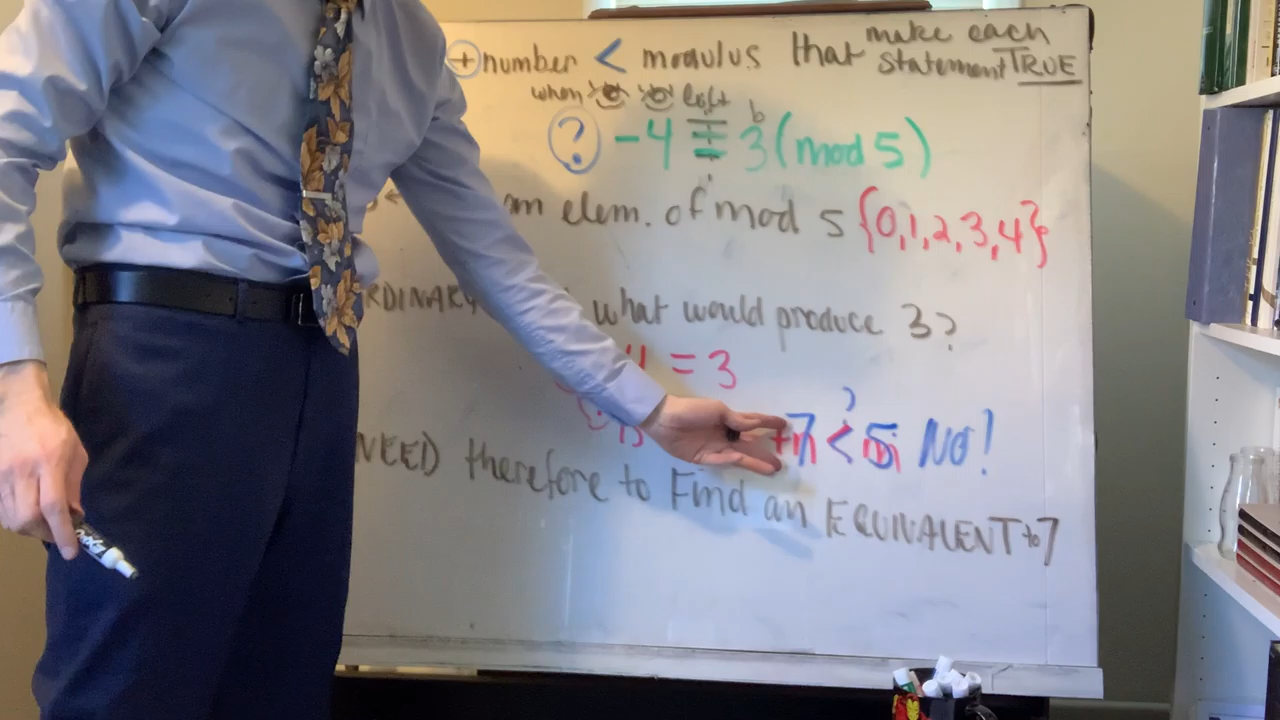 + number < modulus that make each
statement TRUE
when left
b
? - 4 ≡ 3 (mod 5)
elem. of mod 5 {0,1,2,3,4}
what would produce 3?
= 3
7 < 5 No!
?
NEED therefore to Find an EQUIVALENT to 7